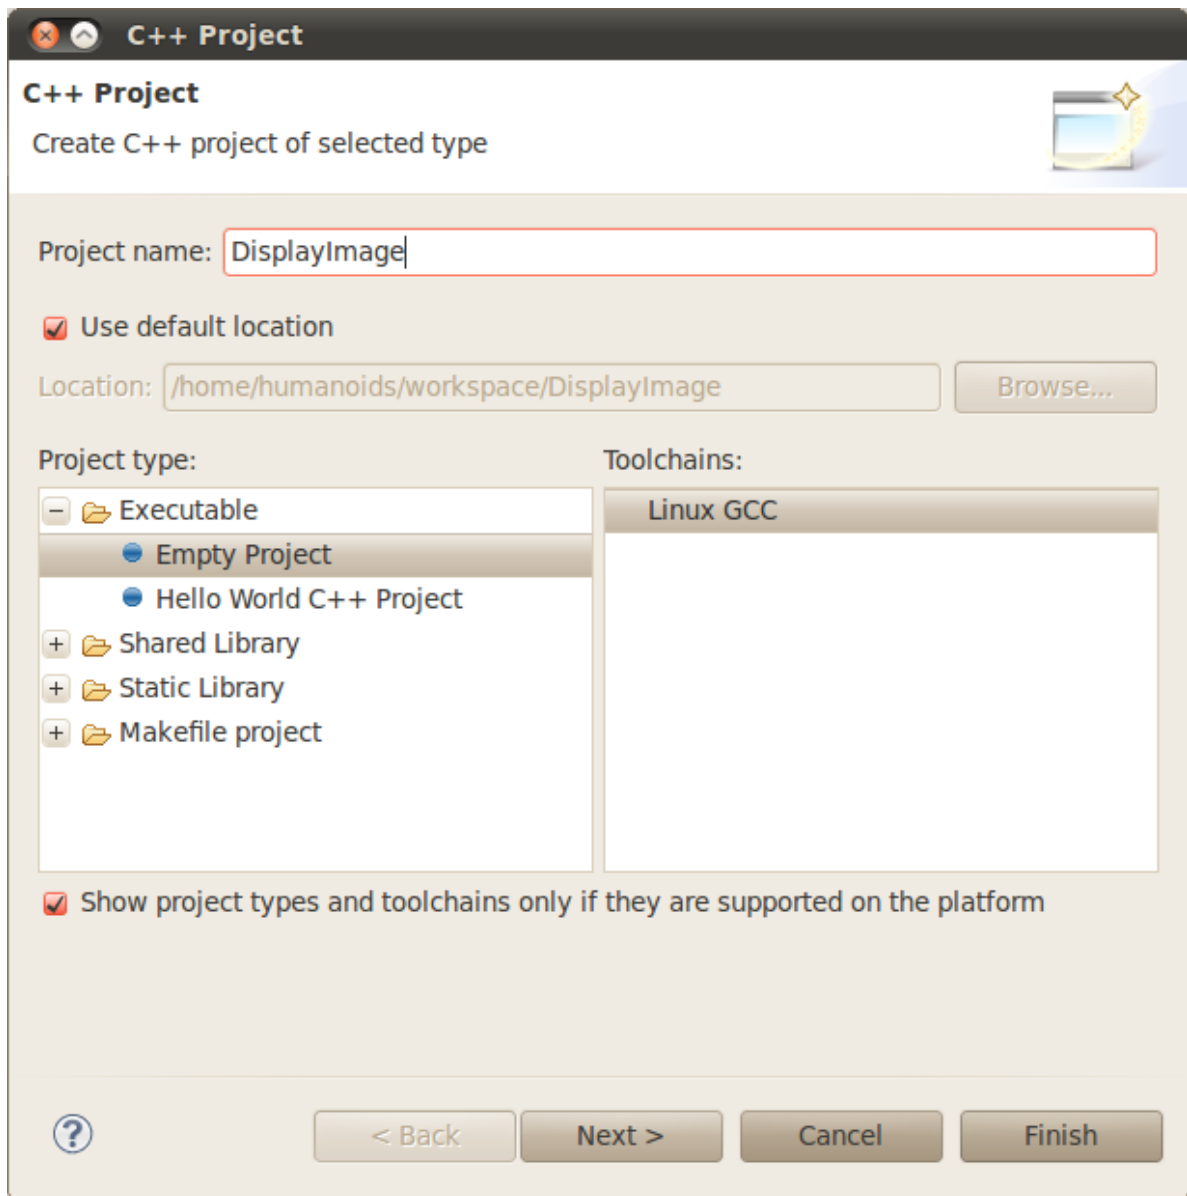 C++ Project
C++ Project
Create C++ project of selected type
Project name: DisplayImage
Use default location
Location: /home/humanoids/workspace/DisplayImage Browse...
Project type: Toolchains:
Executable Linux GCC
Empty Project
Hello World C++ Project
Shared Library
Static Library
Makefile project
Show project types and toolchains only if they are supported on the platform
? < Back Next > Cancel Finish